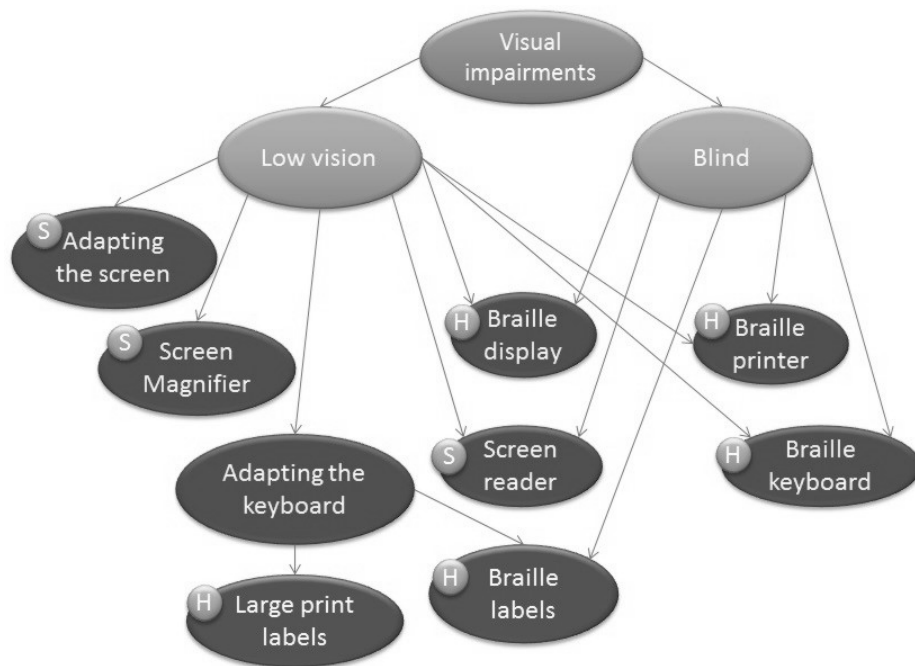 Visual
impairments
Low vision
Blind
S
Adapting
the screen
S
Screen
Magnifier
H
Braille
display
H
Braille
printer
Adapting the
keyboard
S
Screen
reader
H
Braille
keyboard
H
Large print
labels
H
Braille
labels